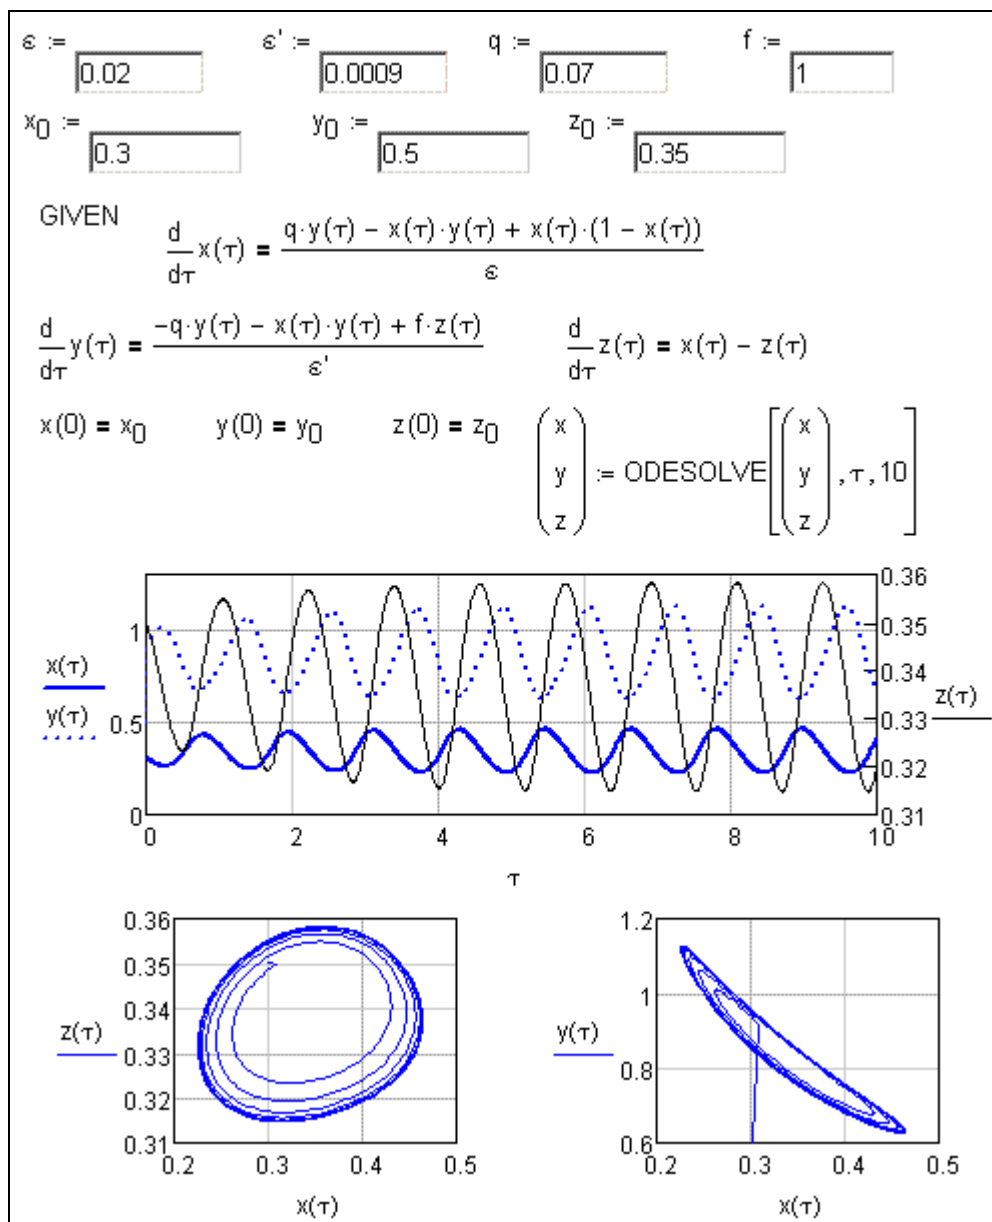 ε := 0.02 ε' := 0.0009 q := 0.07 f := 1
x0 := 0.3 y0 := 0.5 z0 := 0.35
GIVEN
d/dτ x(τ) = (q·y(τ) − x(τ)·y(τ) + x(τ)·(1 − x(τ)))/ε
d/dτ y(τ) = (−q·y(τ) − x(τ)·y(τ) + f·z(τ))/ε' d/dτ z(τ) = x(τ) − z(τ)
x(0) = x0 y(0) = y0 z(0) = z0 (x y z) := ODESOLVE[(x y z), τ, 10]
x(τ)
y(τ)
1
0.5
0
0 2 4 6 8 10
τ
0.36
0.35
0.34
0.33
0.32
0.31
z(τ)
z(τ)
0.36
0.35
0.34
0.33
0.32
0.31
0.2 0.3 0.4 0.5
x(τ)
y(τ)
1.2
1
0.8
0.6
0.2 0.3 0.4 0.5
x(τ)